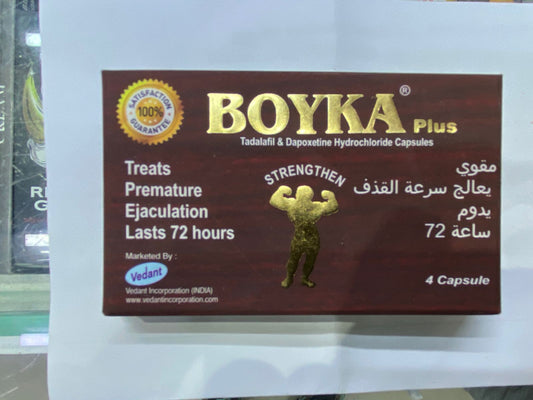 SATISFACTION
100%
GUARANTEE
BOYKA® Plus
Tadalafil & Dapoxetine Hydrochloride Capsules
Treats
Premature
Ejaculation
Lasts 72 hours
STRENGTHEN
مقوي
يعالج سرعة القذف
يدوم
72 ساعة
Marketed By :
Vedant
Vedant Incorporation (INDIA)
www.vedantincorporation.com
4 Capsule